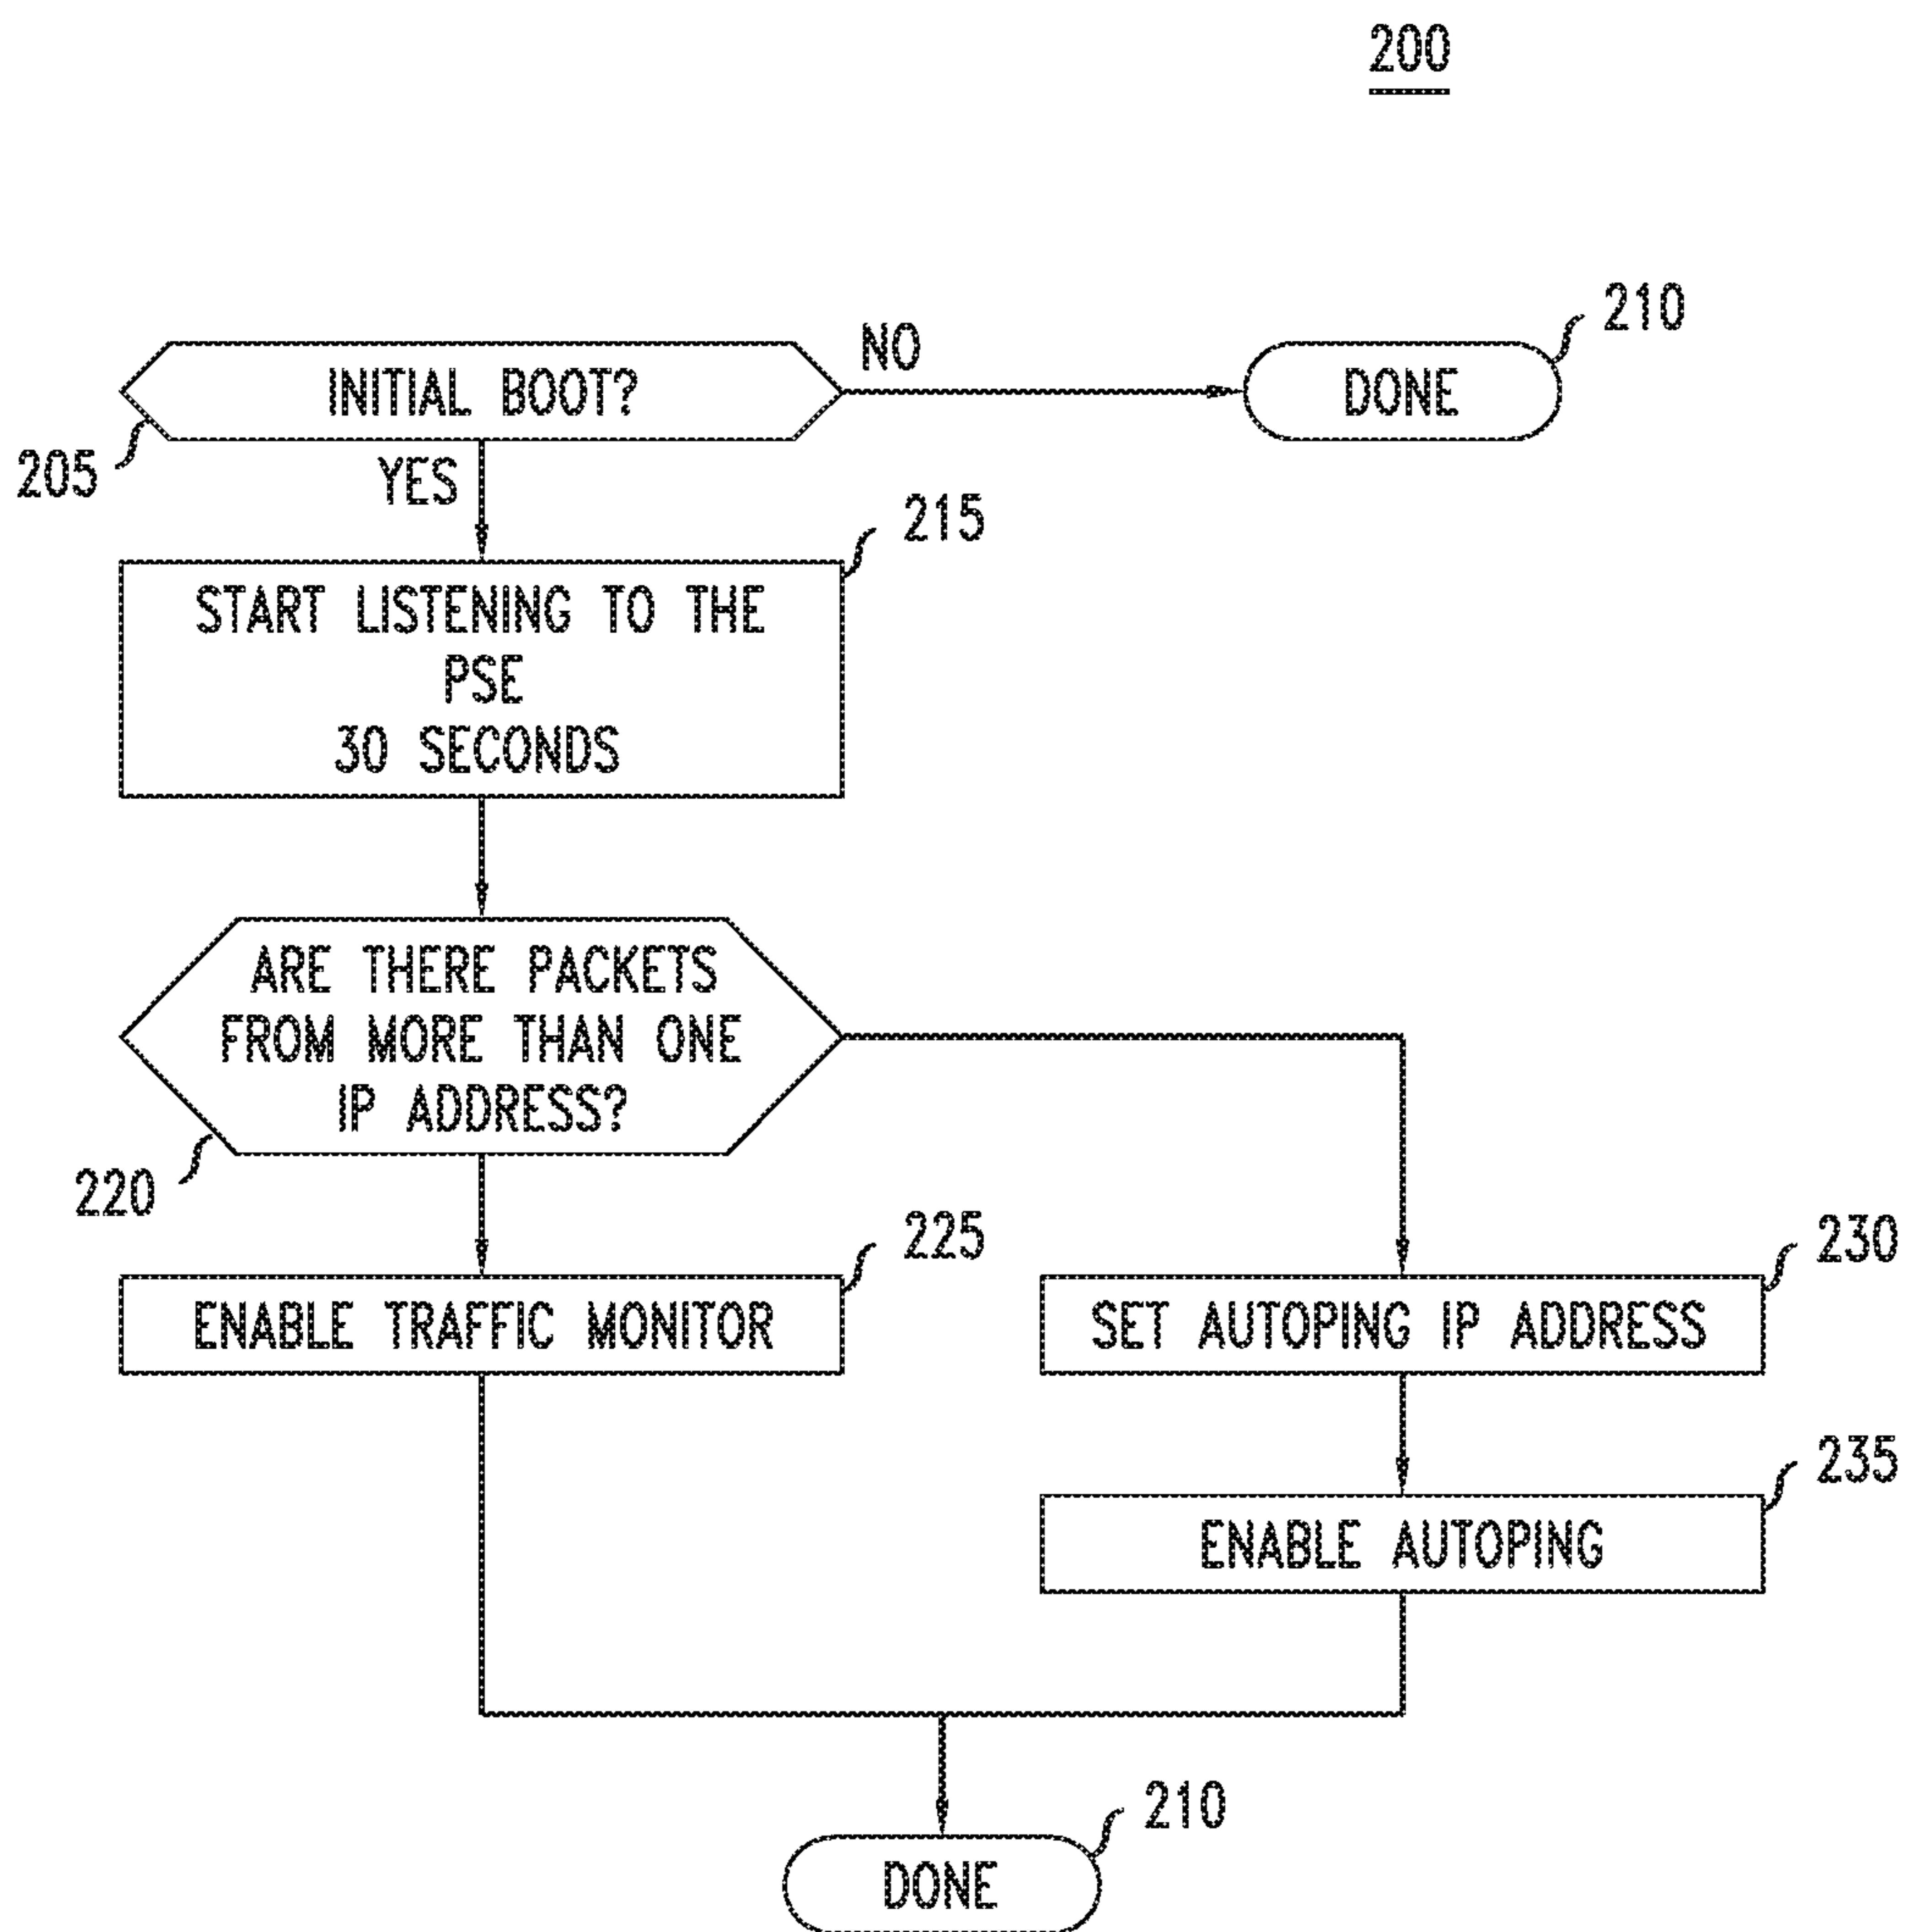 200
INITIAL BOOT?
NO
DONE
210
205
YES
215
START LISTENING TO THE
PSE
30 SECONDS
ARE THERE PACKETS
FROM MORE THAN ONE
IP ADDRESS?
220
225
ENABLE TRAFFIC MONITOR
230
SET AUTOPING IP ADDRESS
235
ENABLE AUTOPING
210
DONE